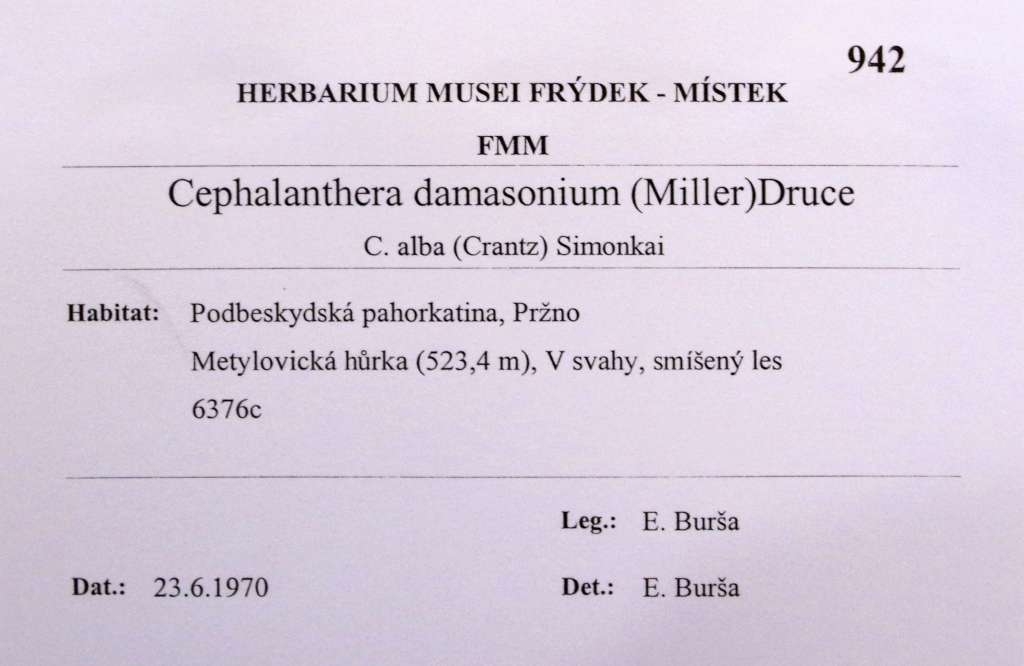 942
HERBARIUM MUSEI FRÝDEK - MÍSTEK
FMM
Cephalanthera damasonium (Miller)Druce
C. alba (Crantz) Simonkai
Habitat: Podbeskydská pahorkatina, Pržno
Metylovická hůrka (523,4 m), V svahy, smíšený les
6376c
Leg.: E. Burša
Dat.: 23.6.1970 Det.: E. Burša